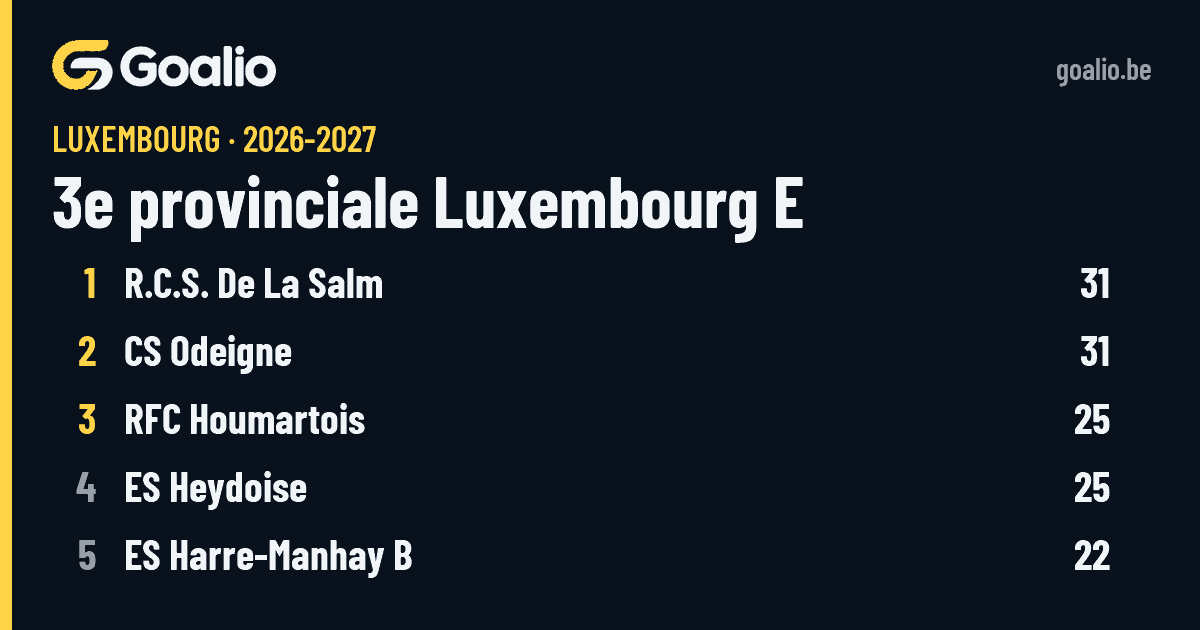 Goalio
goalio.be
LUXEMBOURG · 2026-2027
3e provinciale Luxembourg E
1 R.C.S. De La Salm 31
2 CS Odeigne 31
3 RFC Houmartois 25
4 ES Heydoise 25
5 ES Harre-Manhay B 22